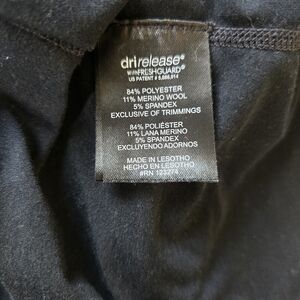 drirelease®
WITH FRESHGUARD®
US PATENT # 5,888,914
84% POLYESTER
11% MERINO WOOL
5% SPANDEX
EXCLUSIVE OF TRIMMINGS
84% POLIÉSTER
11% LANA MERINO
5% SPANDEX
EXCLUYENDO ADORNOS
MADE IN LESOTHO
HECHO EN LESOTHO
#RN 123274